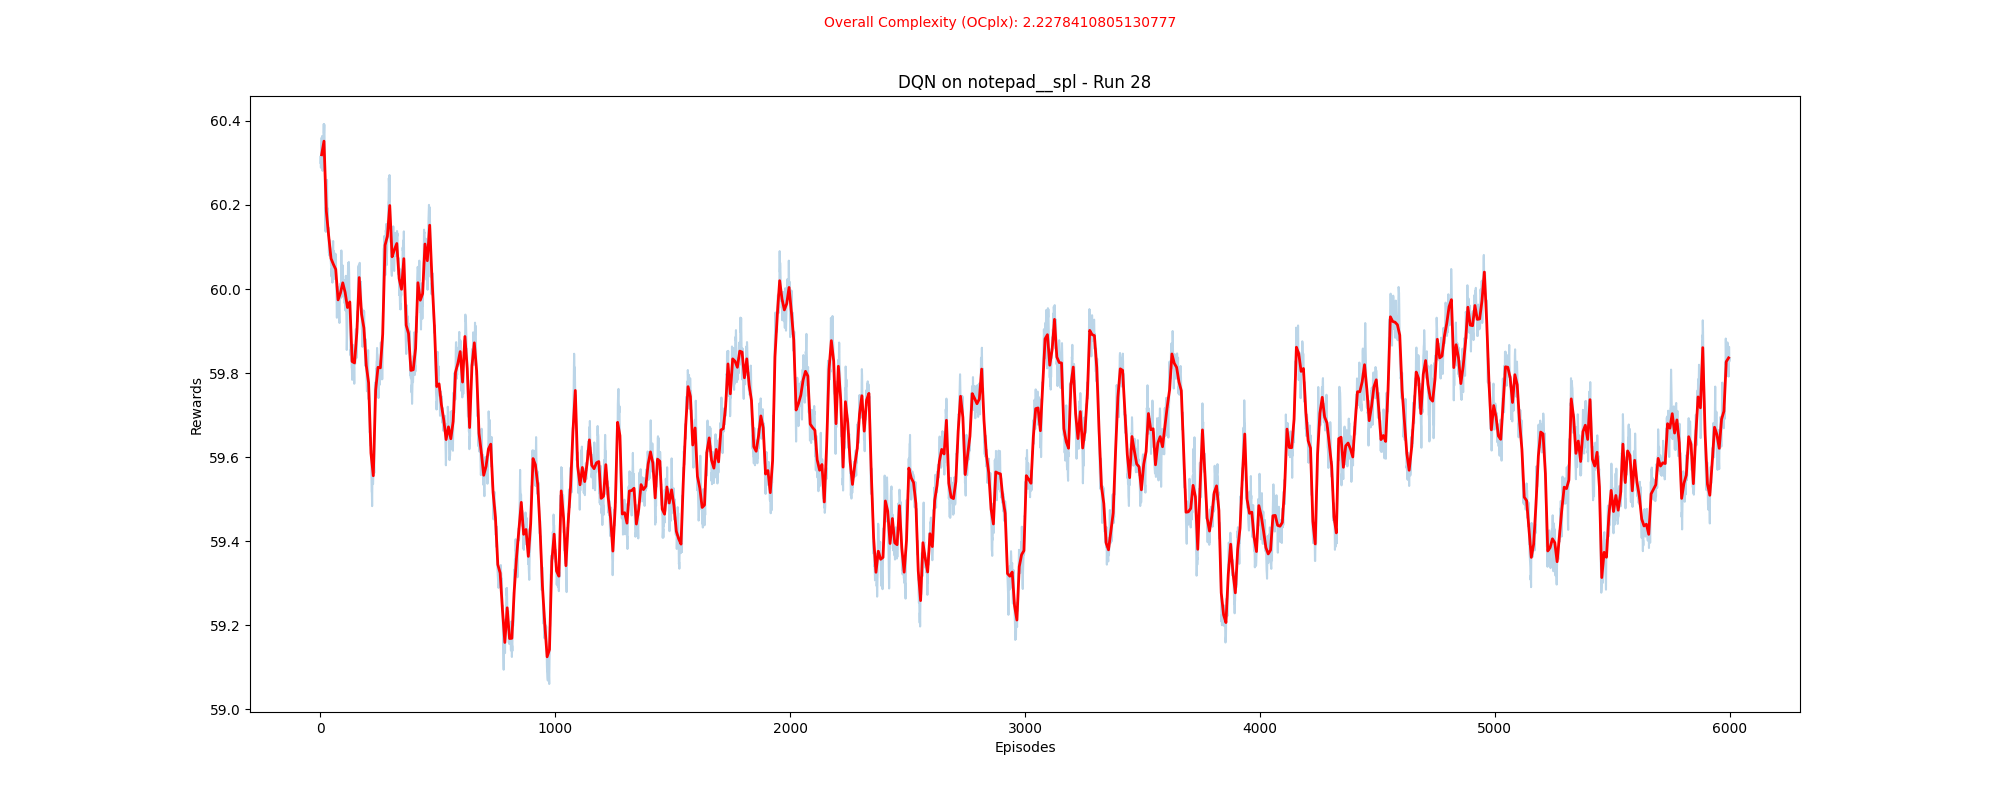 Overall Complexity (OCplx): 2.2278410805130777
DQN on notepad__spl - Run 28
Rewards
60.4
60.2
60.0
59.8
59.6
59.4
59.2
59.0
0 1000 2000 3000 4000 5000 6000
Episodes